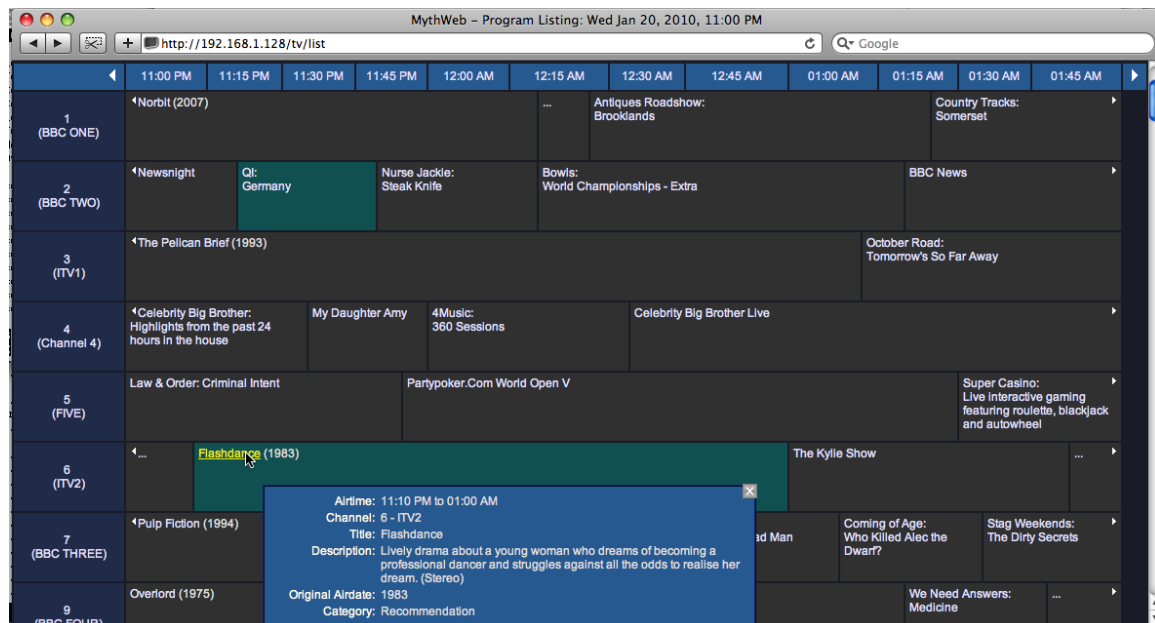 MythWeb – Program Listing: Wed Jan 20, 2010, 11:00 PM
http://192.168.1.128/tv/list
Google
11:00 PM 11:15 PM 11:30 PM 11:45 PM 12:00 AM 12:15 AM 12:30 AM 12:45 AM 01:00 AM 01:15 AM 01:30 AM 01:45 AM
1
(BBC ONE)
Norbit (2007)
...
Antiques Roadshow:
Brooklands
Country Tracks:
Somerset
2
(BBC TWO)
Newsnight
QI:
Germany
Nurse Jackie:
Steak Knife
Bowls:
World Championships - Extra
BBC News
3
(ITV1)
The Pelican Brief (1993)
October Road:
Tomorrow's So Far Away
4
(Channel 4)
Celebrity Big Brother:
Highlights from the past 24
hours in the house
My Daughter Amy
4Music:
360 Sessions
Celebrity Big Brother Live
5
(FIVE)
Law & Order: Criminal Intent
Partypoker.Com World Open V
Super Casino:
Live interactive gaming
featuring roulette, blackjack
and autowheel
6
(ITV2)
...
Flashdance (1983)
The Kylie Show
...
Airtime: 11:10 PM to 01:00 AM
Channel: 6 - ITV2
Title: Flashdance
Description: Lively drama about a young woman who dreams of becoming a
professional dancer and struggles against all the odds to realise her
dream. (Stereo)
Original Airdate: 1983
Category: Recommendation
7
(BBC THREE)
Pulp Fiction (1994)
ad Man
Coming of Age:
Who Killed Alec the
Dwarf?
Stag Weekends:
The Dirty Secrets
9
(BBC FOUR)
Overlord (1975)
We Need Answers:
Medicine
...